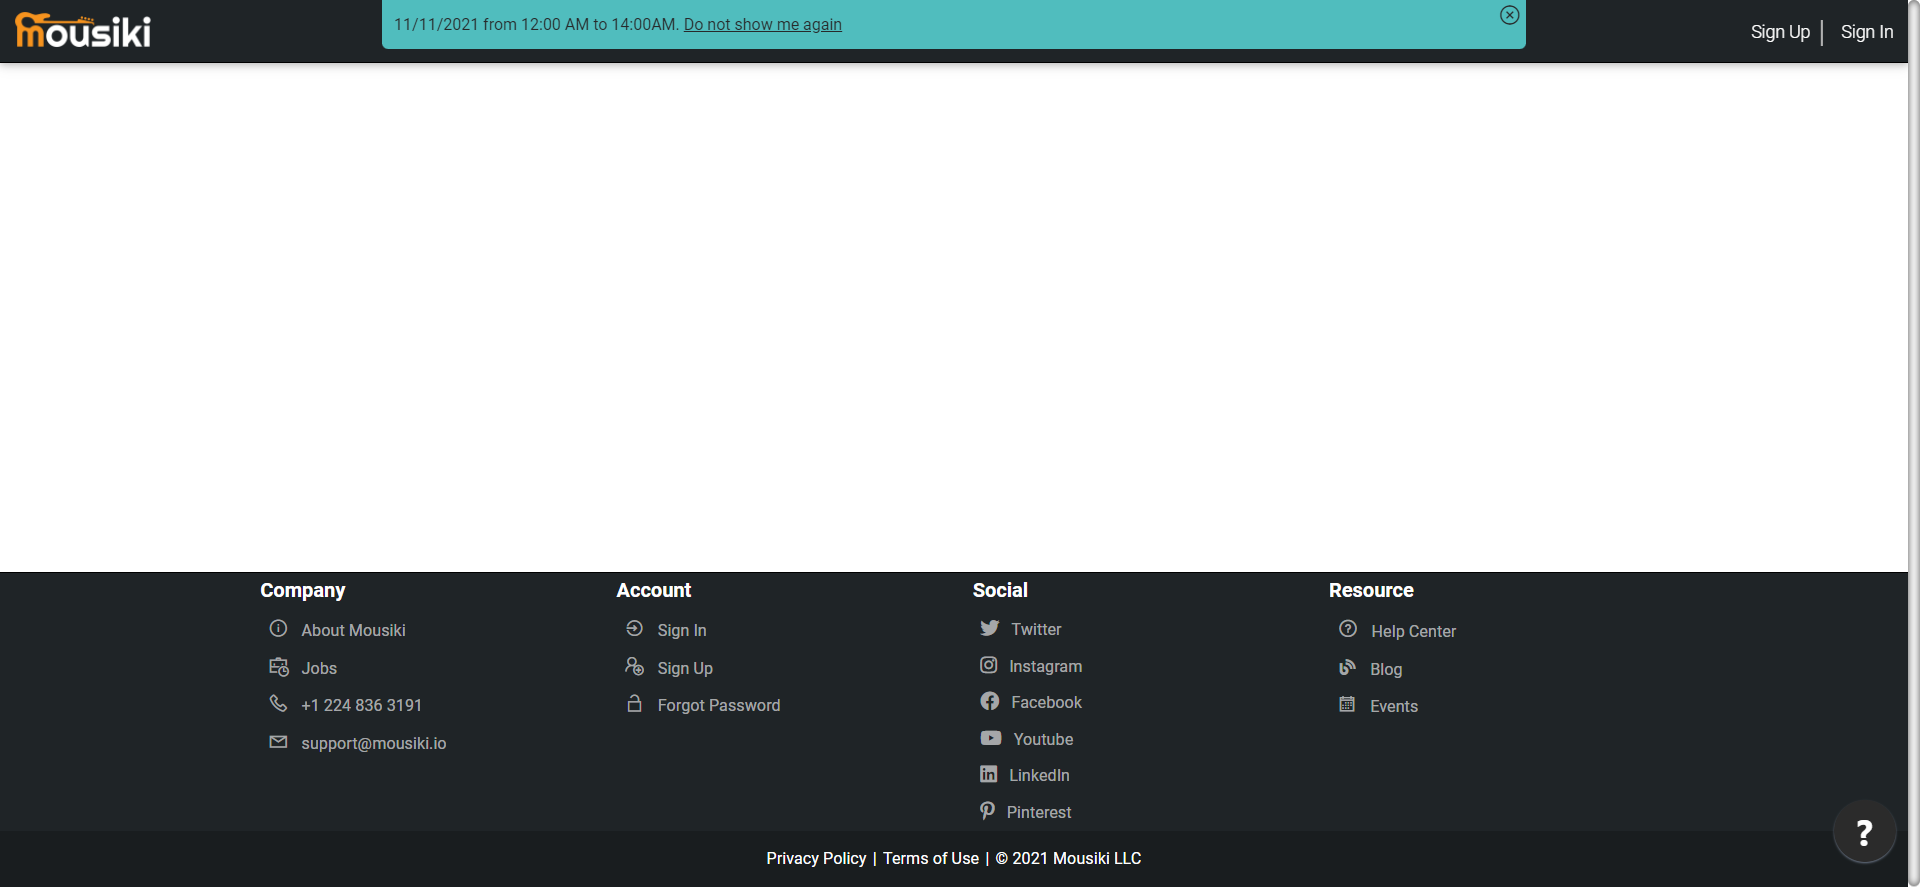 mousiki
11/11/2021 from 12:00 AM to 14:00AM. Do not show me again
Sign Up | Sign In
Company
About Mousiki
Jobs
+1 224 836 3191
support@mousiki.io
Account
Sign In
Sign Up
Forgot Password
Social
Twitter
Instagram
Facebook
Youtube
LinkedIn
Pinterest
Resource
Help Center
Blog
Events
?
Privacy Policy | Terms of Use | © 2021 Mousiki LLC